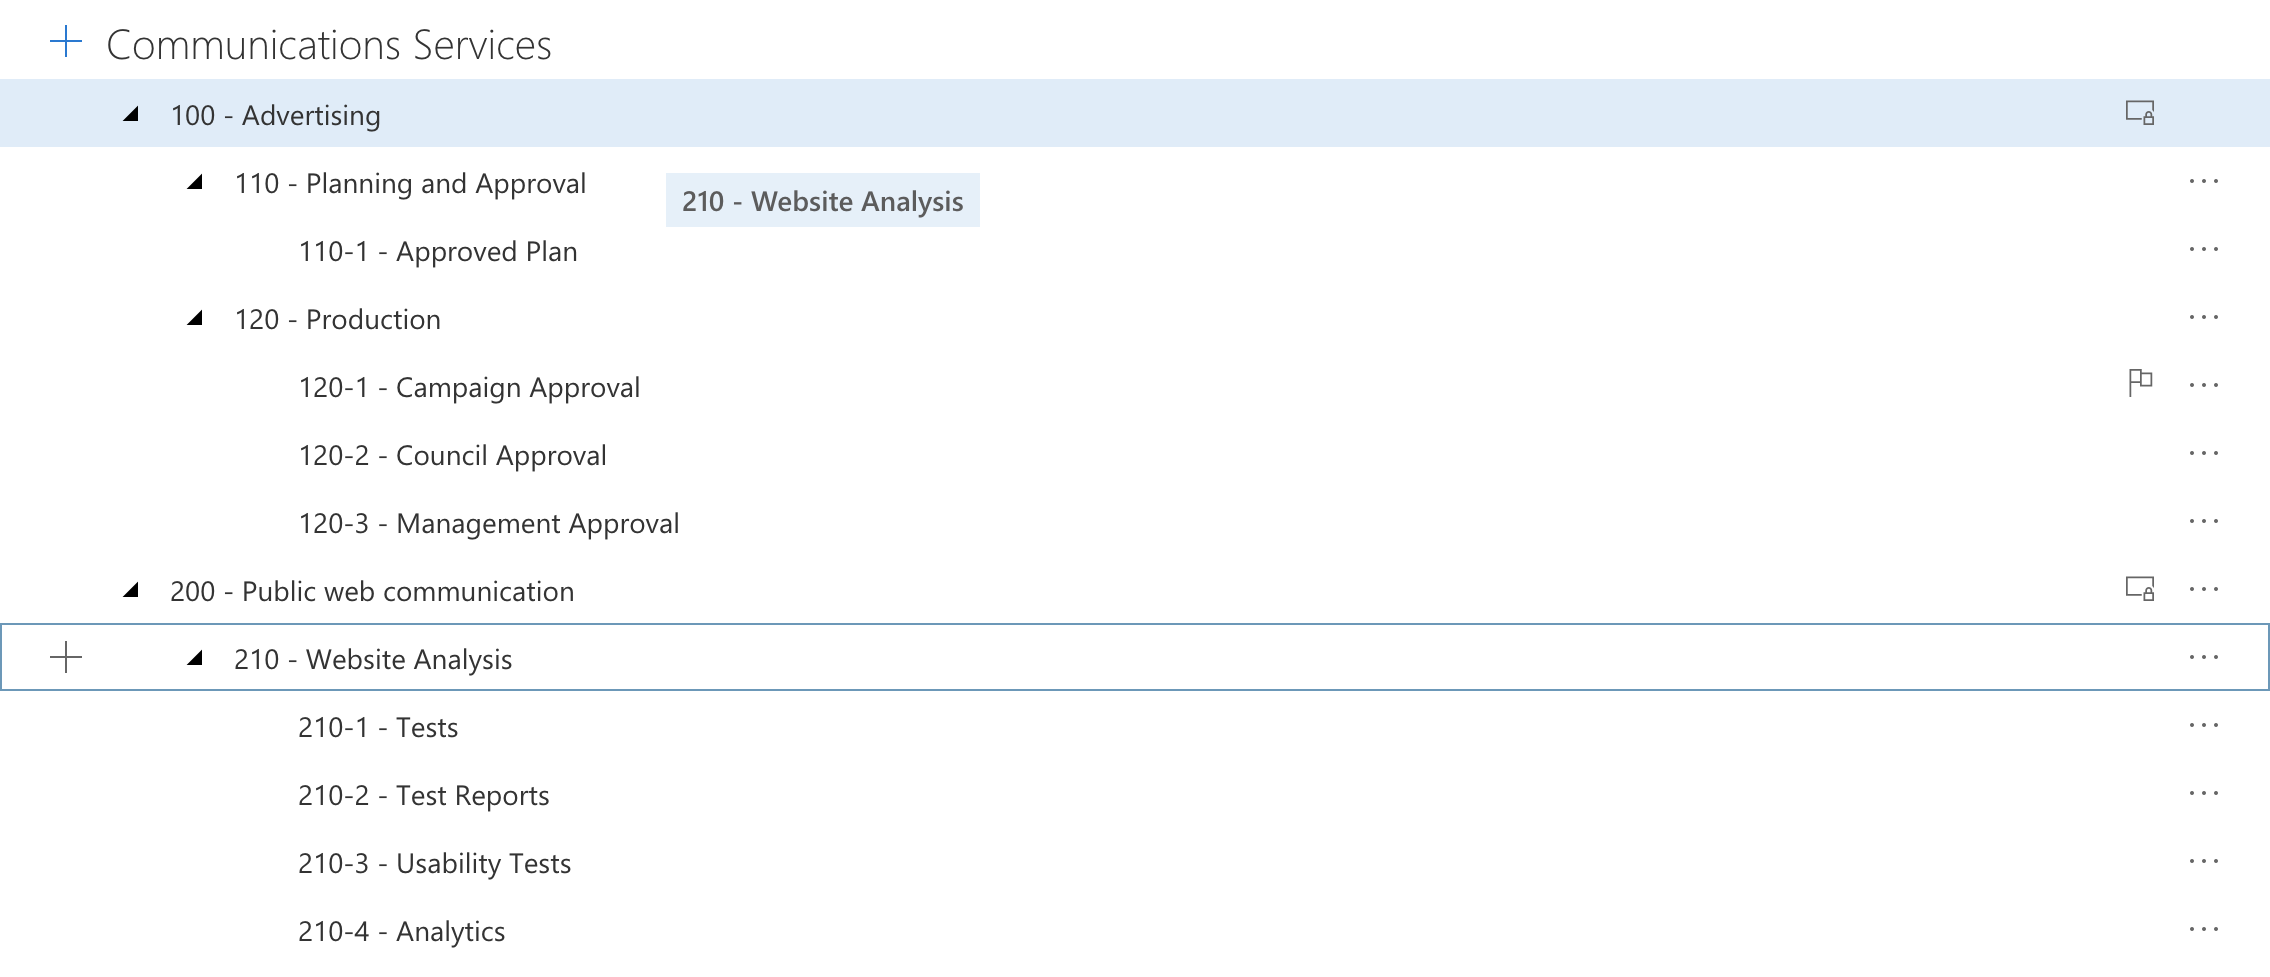 Communications Services
100 - Advertising
110 - Planning and Approval
210 - Website Analysis
110-1 - Approved Plan
120 - Production
120-1 - Campaign Approval
120-2 - Council Approval
120-3 - Management Approval
200 - Public web communication
210 - Website Analysis
210-1 - Tests
210-2 - Test Reports
210-3 - Usability Tests
210-4 - Analytics